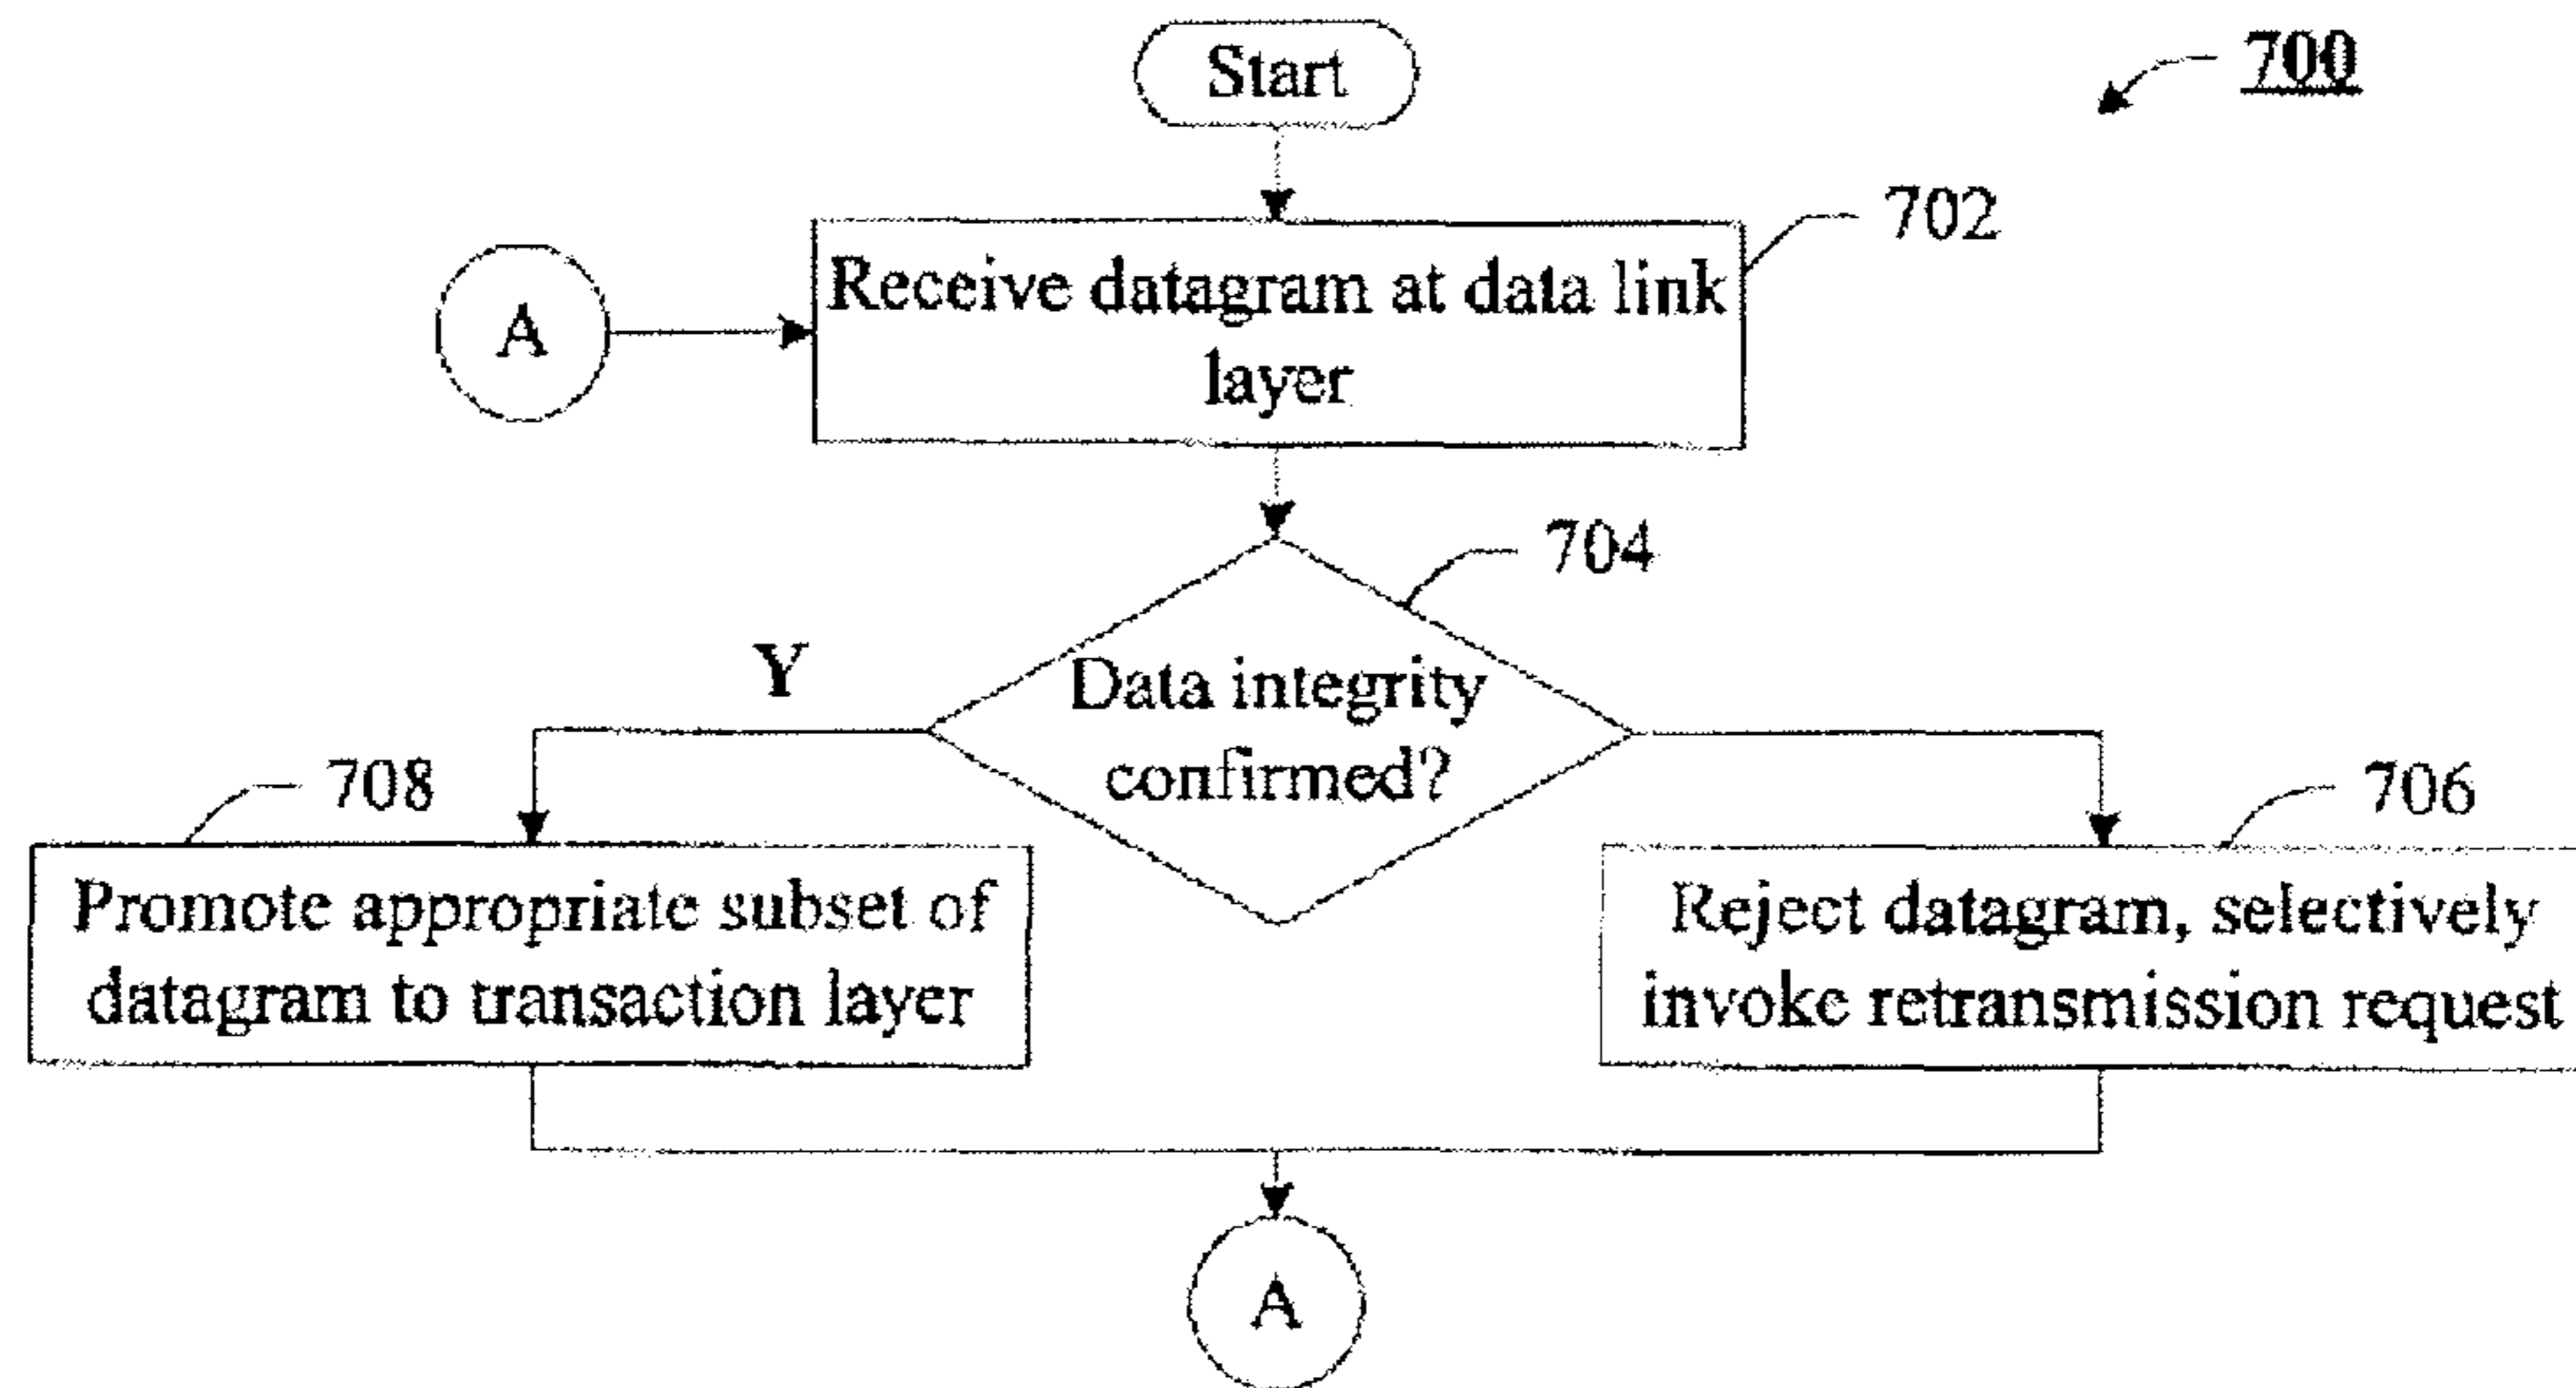 Start
700
702
A
Receive datagram at data link
layer
704
Y
Data integrity
confirmed?
708
706
Promote appropriate subset of
datagram to transaction layer
Reject datagram, selectively
invoke retransmission request
A